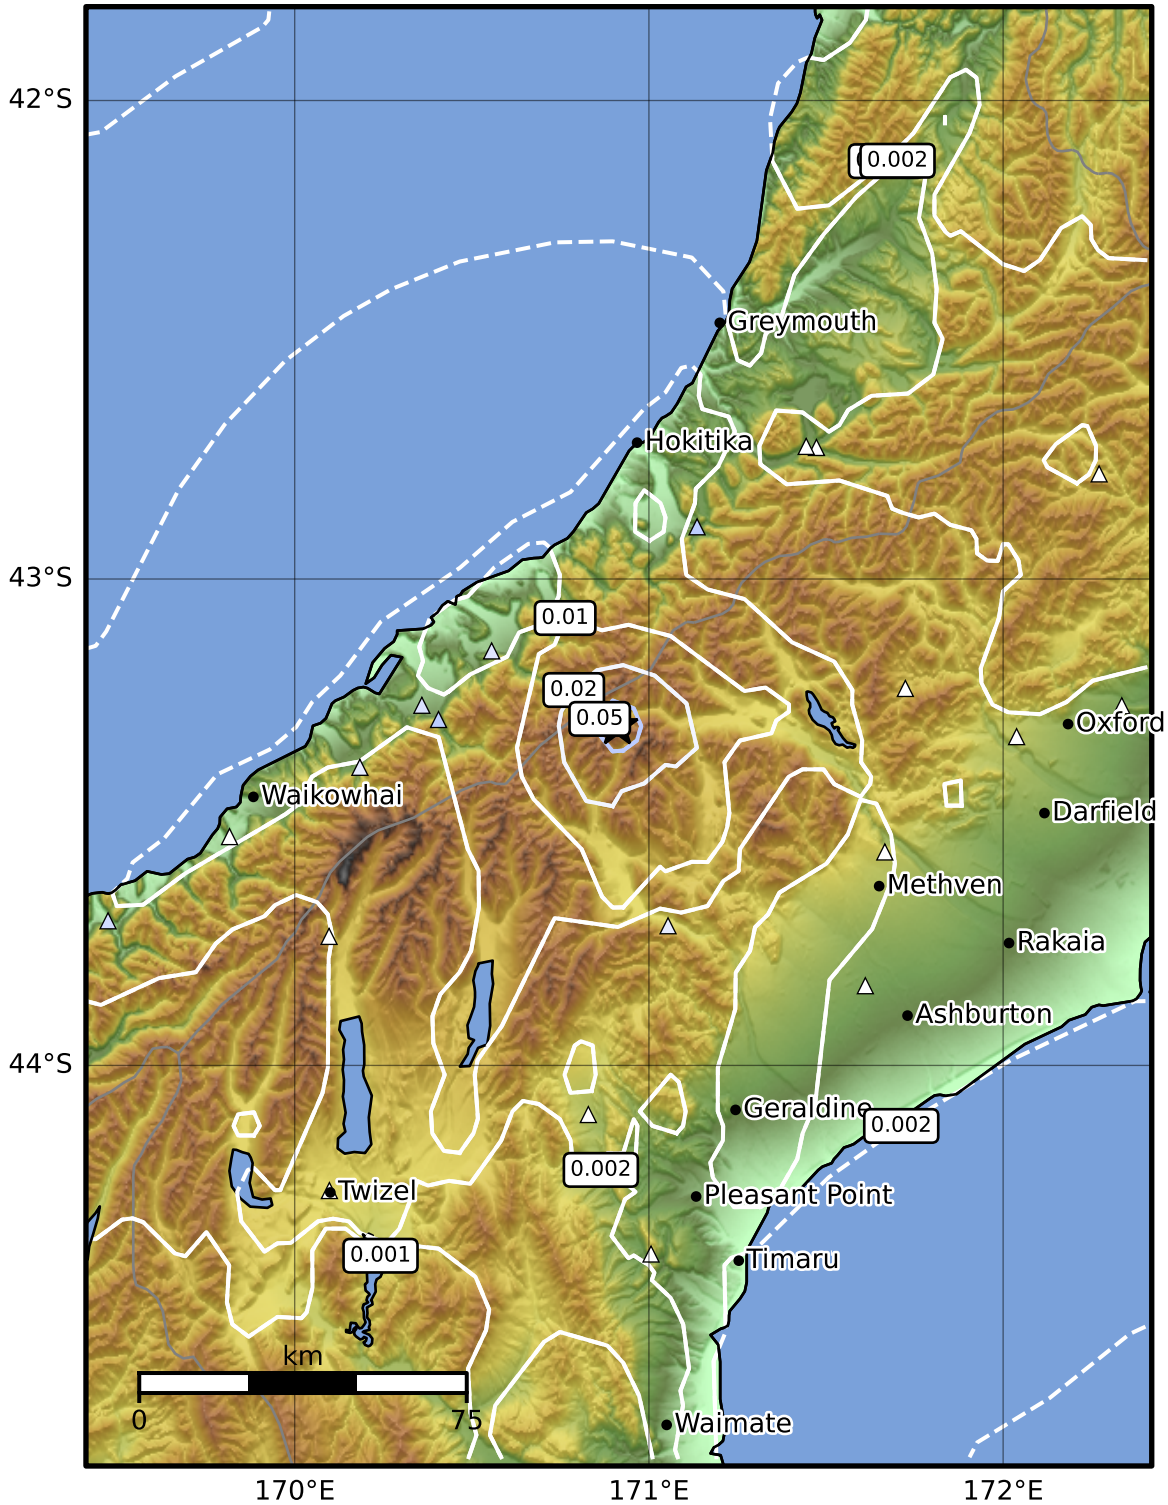 42°S
0.002
Greymouth
Hokitika
43°S
0.01
0.02
0.05
Oxford
Waikowhai
Darfield
Methven
Rakaia
Ashburton
44°S
Geraldine
0.002
0.002
Twizel
Pleasant Point
0.001
Timaru
km
0
75
Waimate
170°E
171°E
172°E